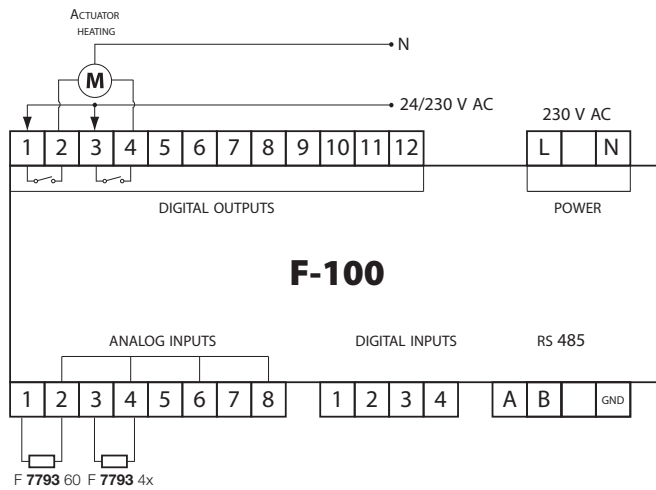 ACTUATOR
HEATING
N
M
24/230 V AC
230 V AC
1 2 3 4 5 6 7 8 9 10 11 12
L N
DIGITAL OUTPUTS
POWER
F-100
ANALOG INPUTS
DIGITAL INPUTS
RS 485
1 2 3 4 5 6 7 8
1 2 3 4
A B GND
F 7793 60
F 7793 4x